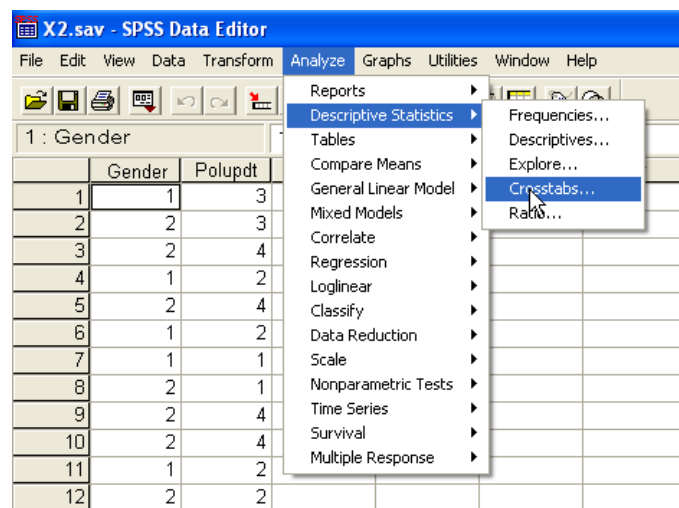 X2.sav - SPSS Data Editor
File Edit View Data Transform Analyze Graphs Utilities Window Help
1 : Gender
Gender Polupdt
1 1 3
2 2 3
3 2 4
4 1 2
5 2 4
6 1 2
7 1 1
8 2 1
9 2 4
10 2 4
11 1 2
12 2 2
Reports
Descriptive Statistics
Tables
Compare Means
General Linear Model
Mixed Models
Correlate
Regression
Loglinear
Classify
Data Reduction
Scale
Nonparametric Tests
Time Series
Survival
Multiple Response
Frequencies...
Descriptives...
Explore...
Crosstabs...
Ratio...